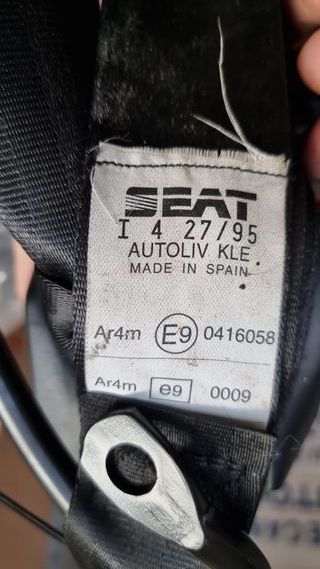 SEAT
I 4 27/95
AUTOLIV KLE
MADE IN SPAIN
Ar4m E9 0416058
Ar4m e9 0009